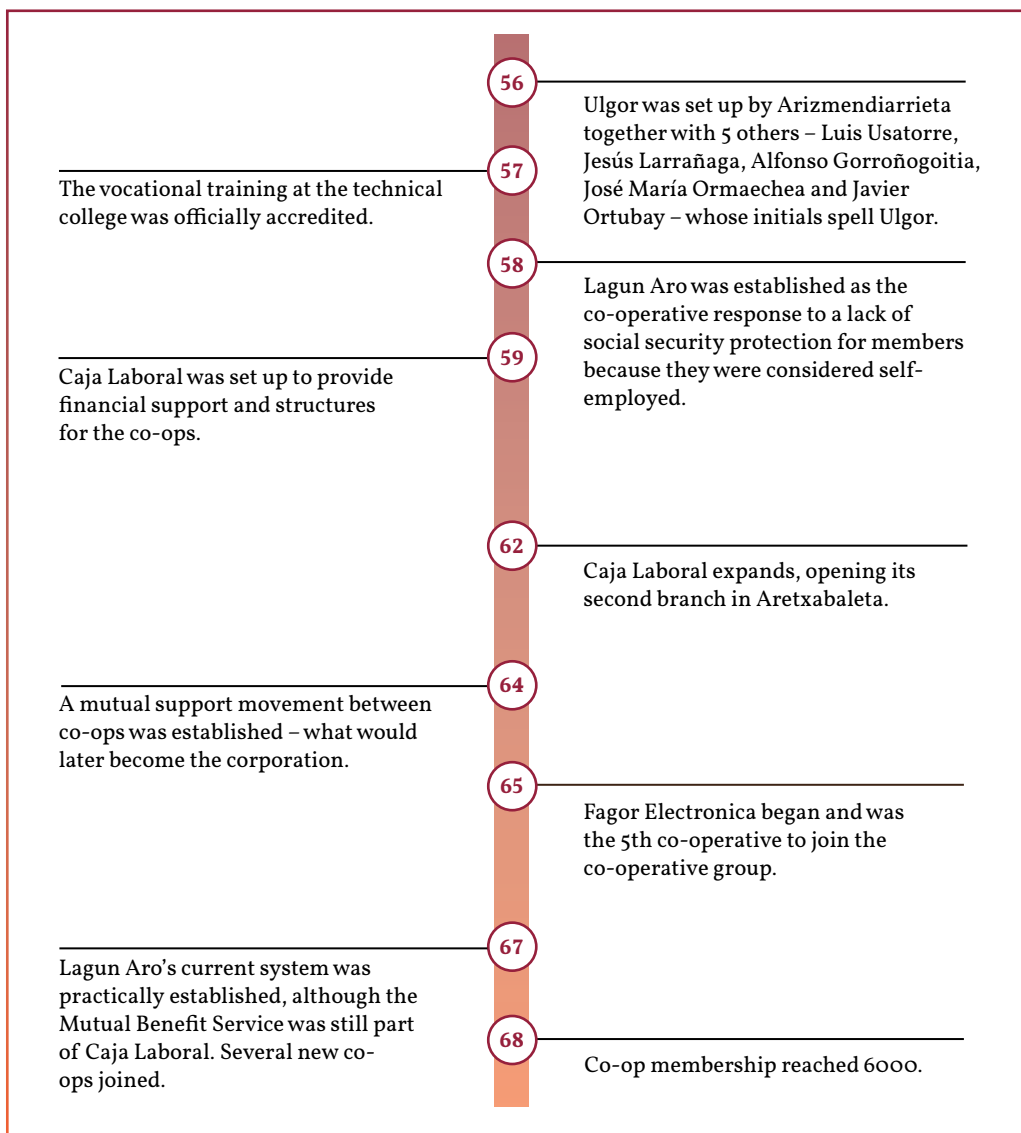 56
Ulgor was set up by Arizmendiarrieta
together with 5 others – Luis Usatorre,
Jesús Larrañaga, Alfonso Gorroñogoitia,
José María Ormaechea and Javier
Ortubay – whose initials spell Ulgor.
57
The vocational training at the technical
college was officially accredited.
58
Lagun Aro was established as the
co-operative response to a lack of
social security protection for members
because they were considered self-
employed.
59
Caja Laboral was set up to provide
financial support and structures
for the co-ops.
62
Caja Laboral expands, opening its
second branch in Aretxabaleta.
64
A mutual support movement between
co-ops was established – what would
later become the corporation.
65
Fagor Electronica began and was
the 5th co-operative to join the
co-operative group.
67
Lagun Aro’s current system was
practically established, although the
Mutual Benefit Service was still part
of Caja Laboral. Several new co-
ops joined.
68
Co-op membership reached 6000.